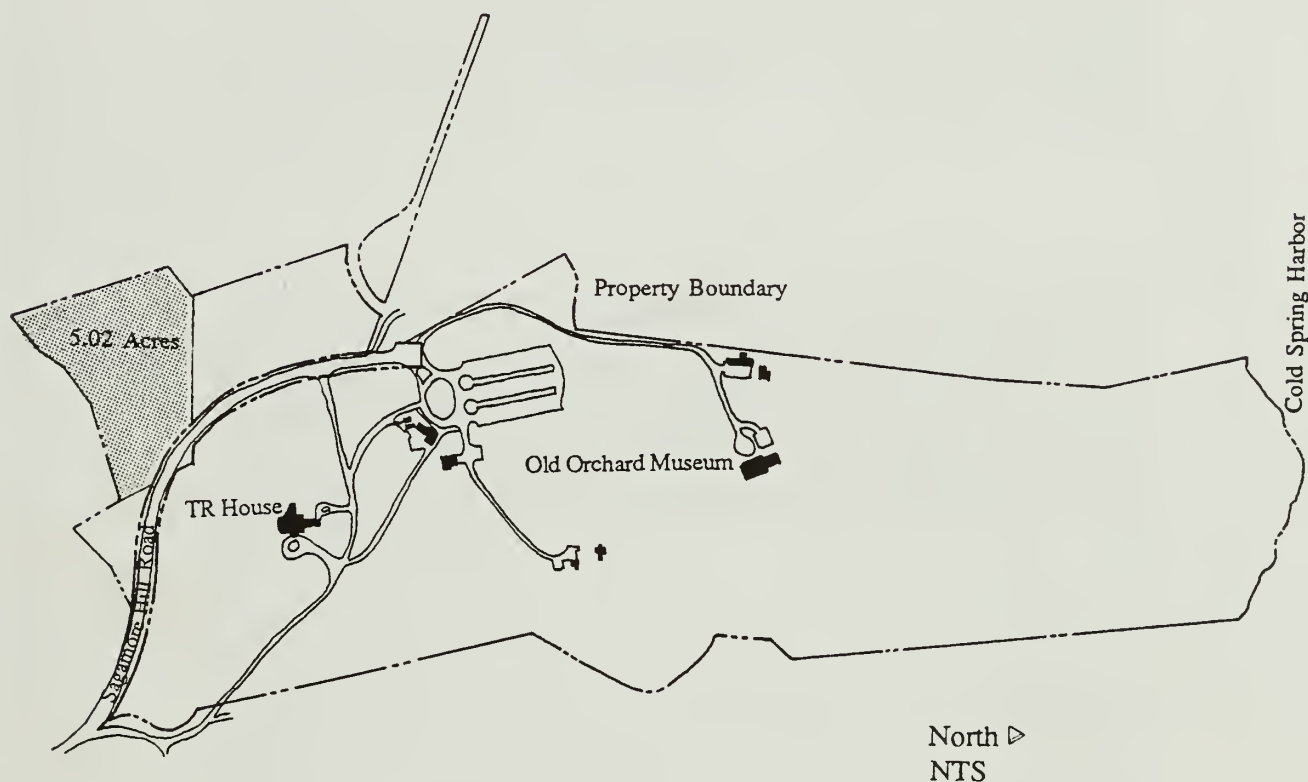 5.02 Acres
Property Boundary
Cold Spring Harbor
Old Orchard Museum
TR House
Sagamore Hill Road
North ▷
NTS